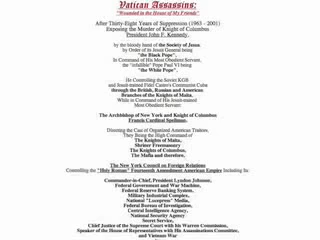 Vatican Assassins:
"Wounded in the House of My Friends"
After Thirty-Eight Years of Suppression (1963 – 2001)
Exposing the Murder of Knight of Columbus
President John F. Kennedy,
by the bloody hand of the Society of Jesus
by Order of its Jesuit General being
"the Black Pope",
In Command of His Most Obedient Servant,
the "infallible" Pope Paul VI being
"the White Pope".
He Controlling the Soviet KGB
and Jesuit-trained Fidel Castro's Communist Cuba
through the British, Russian and American
Branches of the Knights of Malta,
While in Command of His Jesuit-trained
Most Obedient Servant:
The Archbishop of New York and Knight of Columbus
Francis Cardinal Spellman,
Directing the Case of Organized American Traitors,
They Being the High Command of
The Knights of Malta,
Shriner Freemasonry
The Knights of Columbus,
The Mafia and therefore,
The New York Council on Foreign Relations
Controlling the "Holy Roman" Fourteenth Amendment American Empire Including Its
Commander-in-Chief, President Lyndon Johnson,
Federal Government and War Machine,
Federal Reserve Banking System,
Military Industrial Complex,
National "Luxepress" Media,
Federal Bureau of Investigation,
Central Intelligence Agency,
National Security Agency
Secret Service,
Chief Justice of the Supreme Court with his Warren Commission,
Speaker of the House of Representatives with His Assassinations Committee,
and Vietnam War